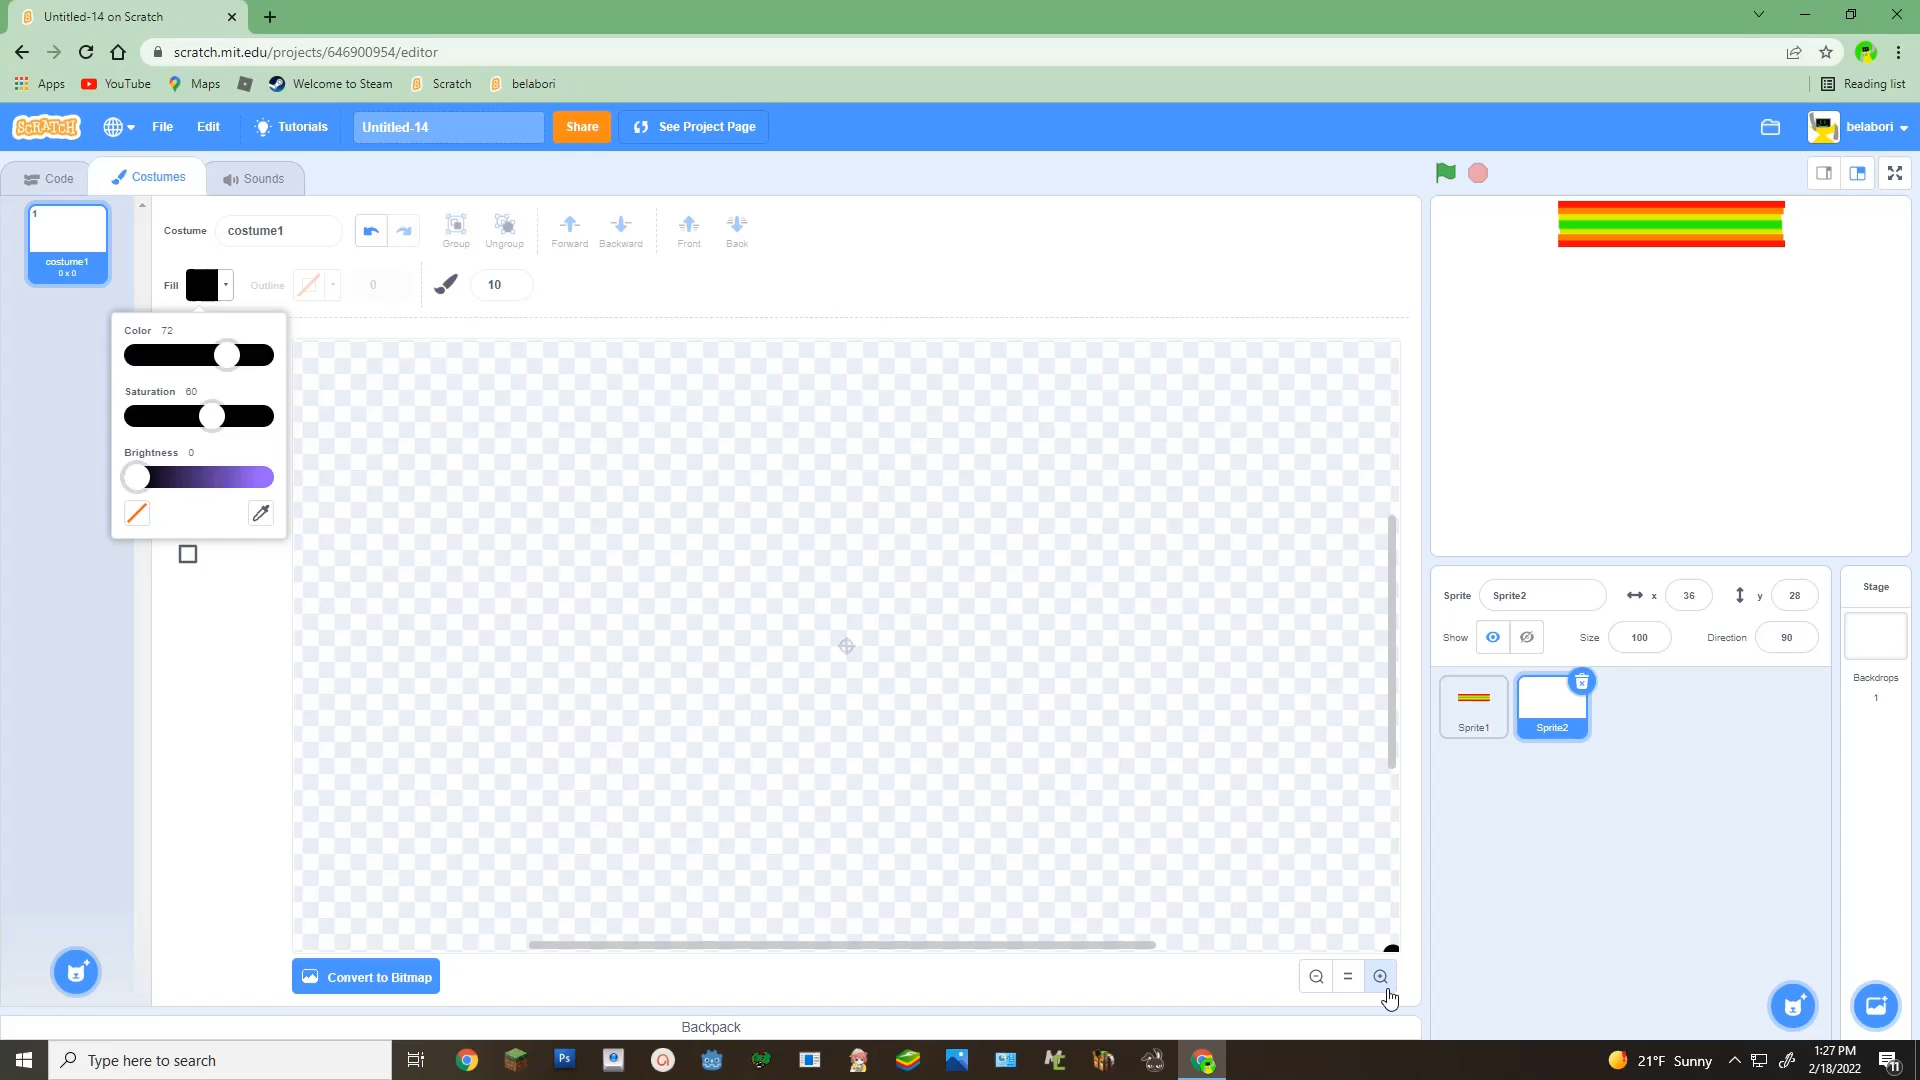 Untitled-14 on Scratch
scratch.mit.edu/projects/646900954/editor
Apps YouTube Maps Welcome to Steam Scratch belabori Reading list
SCRATCH File Edit Tutorials Untitled-14 Share See Project Page belabori
Code Costumes Sounds
1
costume1
0 x 0
Costume costume1 Group Ungroup Forward Backward Front Back
Fill Outline 0 10
Color 72
Saturation 60
Brightness 0
Convert to Bitmap
Backpack
Sprite Sprite2 x 36 y 28
Show Size 100 Direction 90
Sprite1 Sprite2
Stage
Backdrops
1
Type here to search
Ps
21°F Sunny
1:27 PM
2/18/2022
11